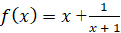 f(x) = x + 1/(x + 1)